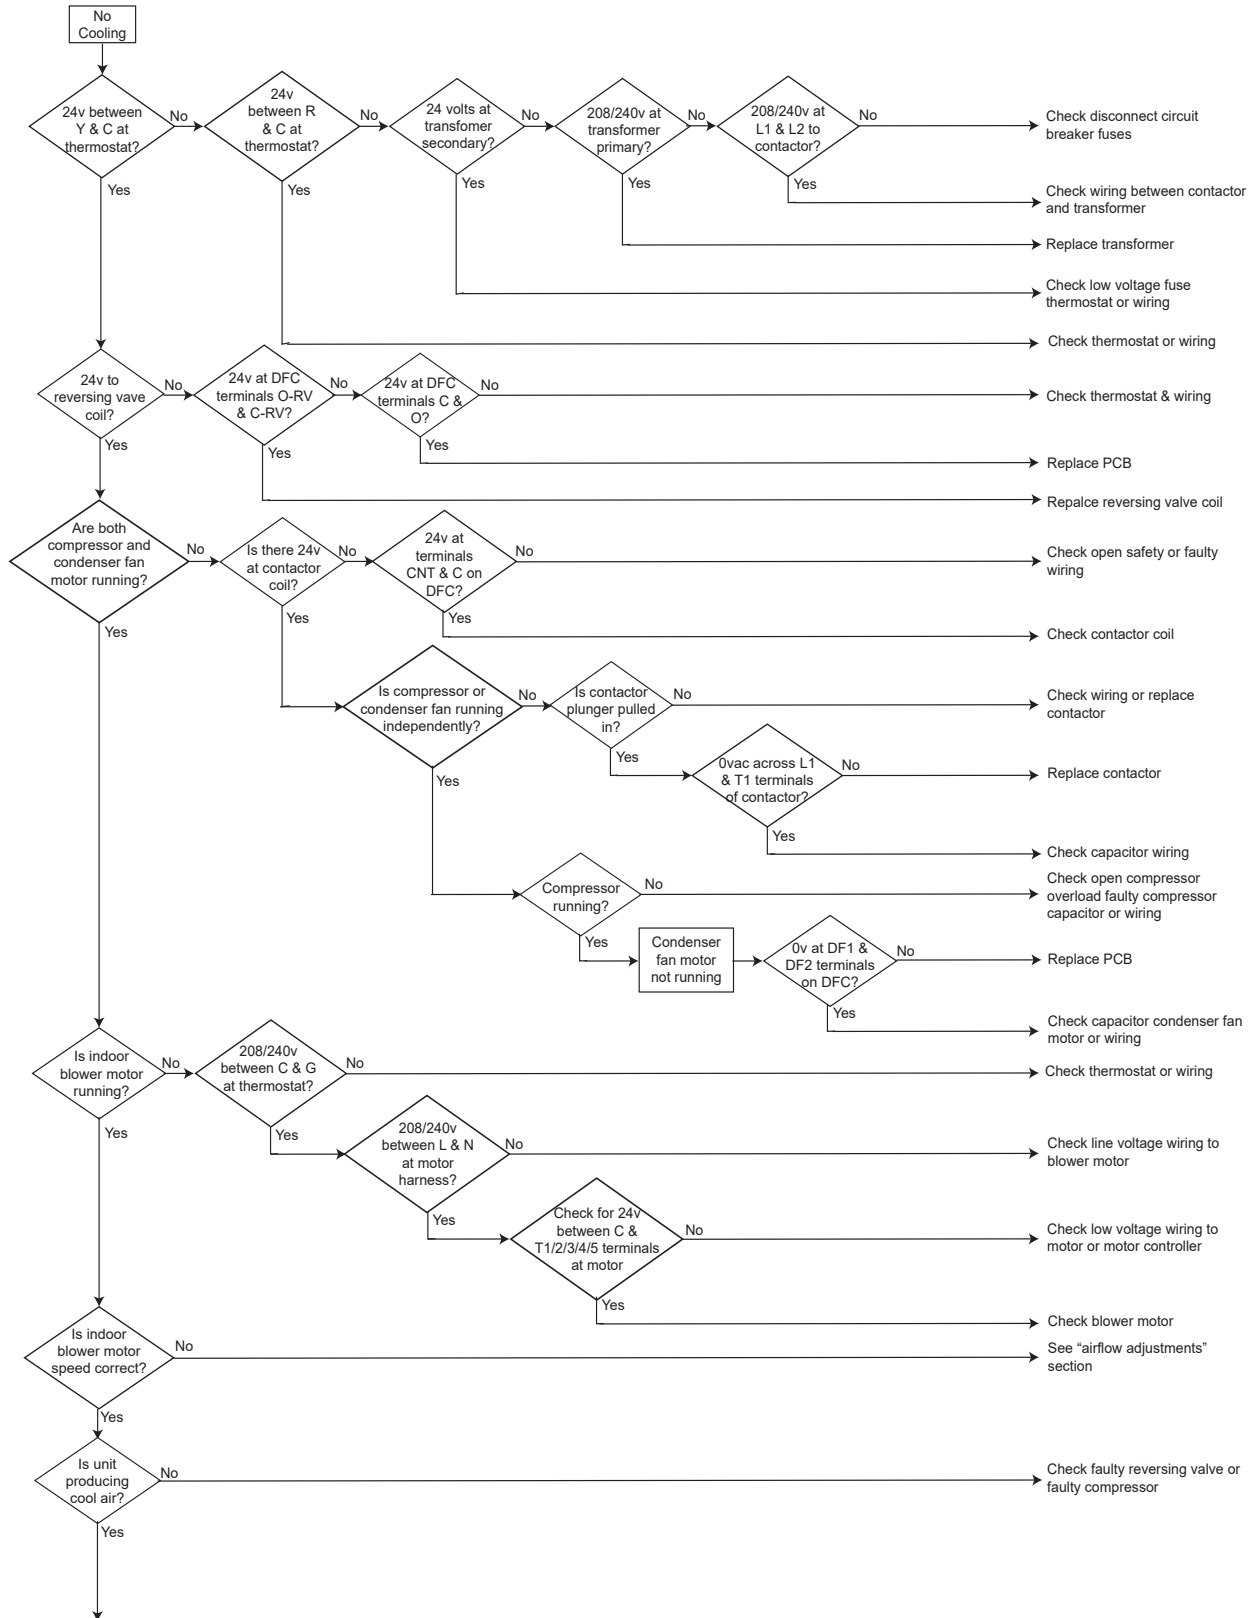 No
Cooling
24v between
Y & C at
thermostat?
No
24v
between R
& C at
thermostat?
No
24 volts at
transfomer
secondary?
No
208/240v at
transformer
primary?
No
208/240v at
L1 & L2 to
contactor?
No
Check disconnect circuit
breaker fuses
Yes
Yes
Yes
Yes
Yes
Check wiring between contactor
and transformer
Replace transformer
Check low voltage fuse
thermostat or wiring
Check thermostat or wiring
24v to
reversing vave
coil?
No
24v at DFC
terminals O-RV
& C-RV?
No
24v at DFC
terminals C &
O?
No
Check thermostat & wiring
Yes
Yes
Yes
Replace PCB
Repalce reversing valve coil
Are both
compressor and
condenser fan
motor running?
No
Is there 24v
at contactor
coil?
No
24v at
terminals
CNT & C on
DFC?
No
Check open safety or faulty
wiring
Yes
Yes
Yes
Check contactor coil
Is compressor or
condenser fan running
independently?
No
Is contactor
plunger pulled
in?
No
Check wiring or replace
contactor
Yes
Yes
0vac across L1
& T1 terminals
of contactor?
No
Replace contactor
Yes
Check capacitor wiring
Compressor
running?
No
Check open compressor
overload faulty compressor
capacitor or wiring
Yes
Condenser
fan motor
not running
0v at DF1 &
DF2 terminals
on DFC?
No
Replace PCB
Yes
Check capacitor condenser fan
motor or wiring
Is indoor
blower motor
running?
No
208/240v
between C & G
at thermostat?
No
Check thermostat or wiring
Yes
Yes
208/240v
between L & N
at motor
harness?
No
Check line voltage wiring to
blower motor
Yes
Check for 24v
between C &
T1/2/3/4/5 terminals
at motor
No
Check low voltage wiring to
motor or motor controller
Yes
Check blower motor
Is indoor
blower motor
speed correct?
No
See “airflow adjustments”
section
Yes
Is unit
producing
cool air?
No
Check faulty reversing valve or
faulty compressor
Yes